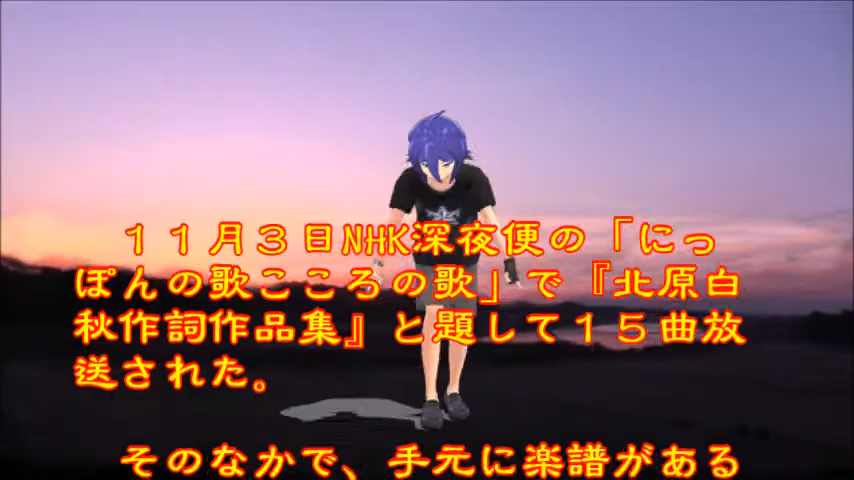 １１月３日NHK深夜便の「にっ
ぽんの歌こころの歌」で『北原白
秋作詞作品集』と題して１５曲放
送された。
そのなかで、手元に楽譜がある